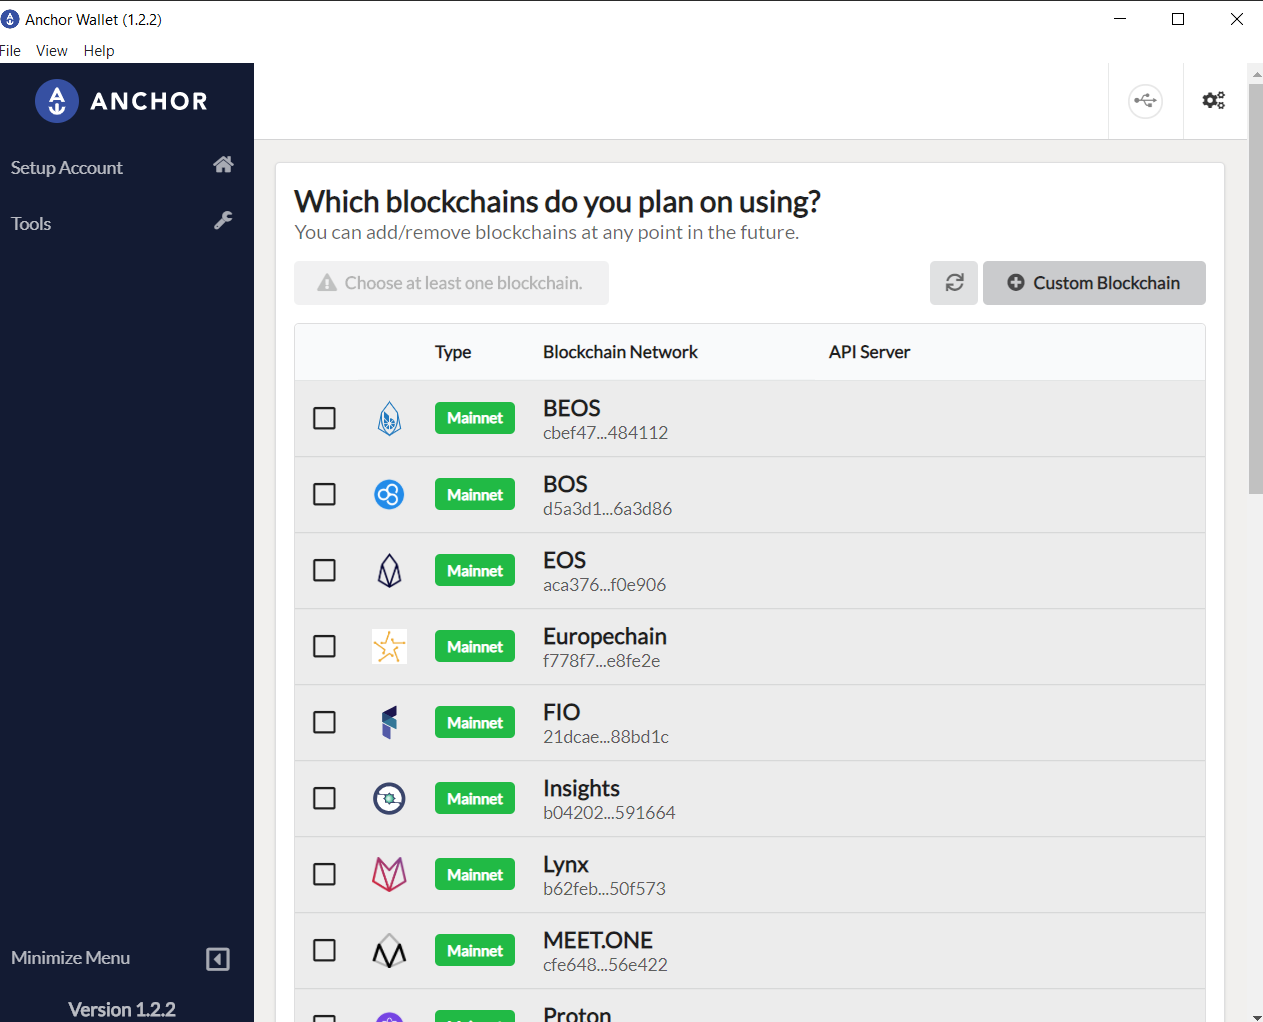 Anchor Wallet (1.2.2)
File View Help
ANCHOR
Setup Account
Tools
Which blockchains do you plan on using?
You can add/remove blockchains at any point in the future.
Choose at least one blockchain.
Custom Blockchain
Type Blockchain Network API Server
Mainnet BEOS
cbef47...484112
Mainnet BOS
d5a3d1...6a3d86
Mainnet EOS
aca376...f0e906
Mainnet Europechain
f778f7...e8fe2e
Mainnet FIO
21dcae...88bd1c
Mainnet Insights
b04202...591664
Mainnet Lynx
b62feb...50f573
Mainnet MEET.ONE
cfe648...56e422
Mainnet Proton
Minimize Menu
Version 1.2.2